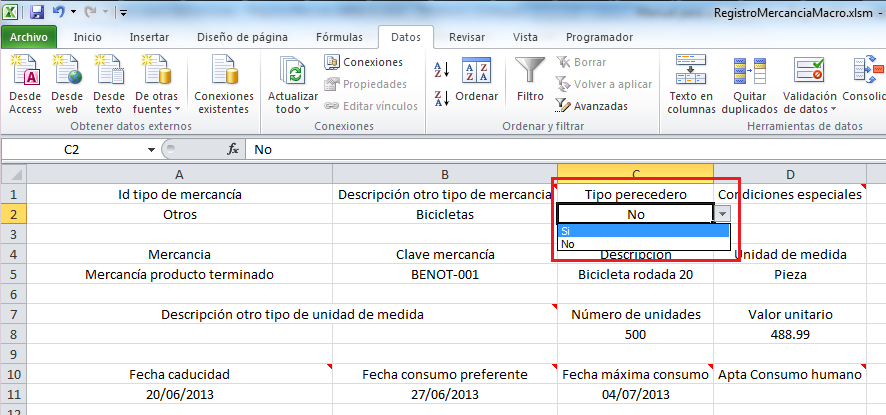 RegistroMercanciaMacro.xlsm
Archivo Inicio Insertar Diseño de página Fórmulas Datos Revisar Vista Programador
Desde Access
Desde web
Desde texto
De otras fuentes
Conexiones existentes
Obtener datos externos
Actualizar todo
Conexiones
Propiedades
Editar vínculos
Conexiones
Ordenar
Filtro
Borrar
Volver a aplicar
Avanzadas
Ordenar y filtrar
Texto en columnas
Quitar duplicados
Validación de datos
Consolid
Herramientas de datos
C2 fx No
A B C D
1 Id tipo de mercancía Descripción otro tipo de mercancia Tipo perecedero Condiciones especiales
2 Otros Bicicletas No
Si
3 No
4 Mercancia Clave mercancía Descripción Unidad de medida
5 Mercancía producto terminado BENOT-001 Bicicleta rodada 20 Pieza
6
7 Descripción otro tipo de unidad de medida Número de unidades Valor unitario
8 500 488.99
9
10 Fecha caducidad Fecha consumo preferente Fecha máxima consumo Apta Consumo humano
11 20/06/2013 27/06/2013 04/07/2013
12